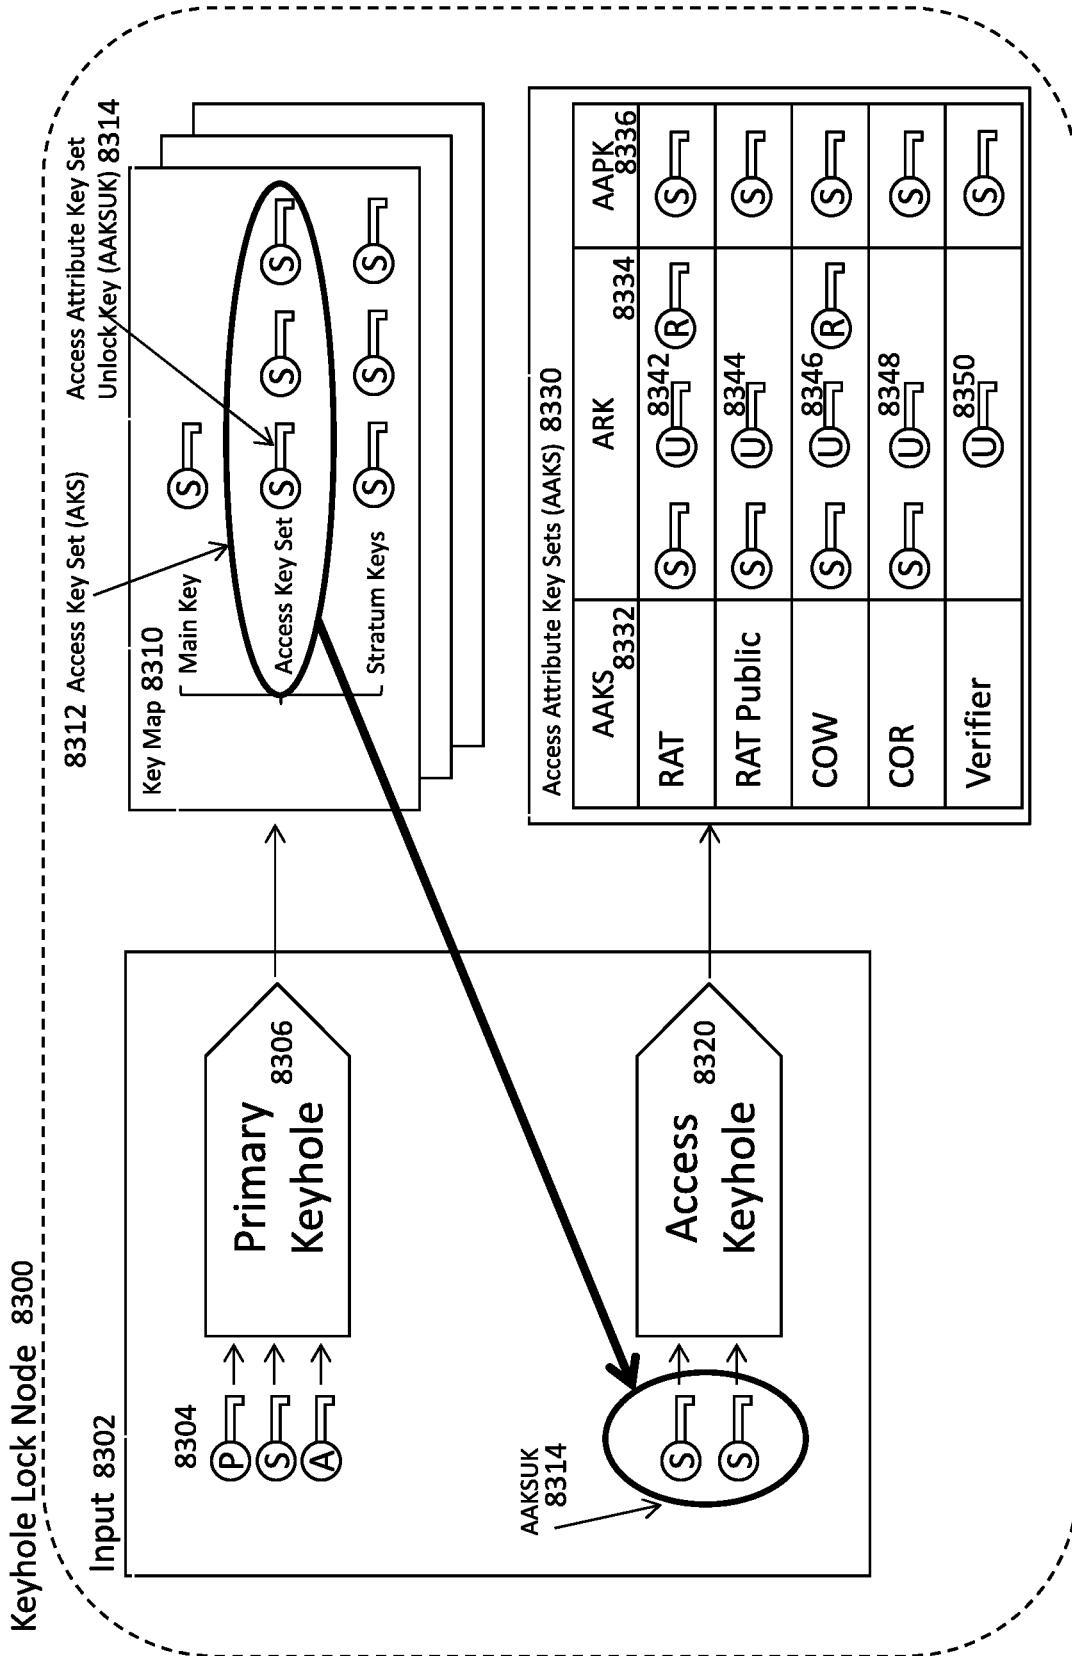 Keyhole Lock Node 8300
Input 8302
8304
P
S
A
Primary
Keyhole
8306
AAKSUK
8314
S
S
Access
Keyhole
8320
8312 Access Key Set (AKS)
Access Attribute Key Set
Unlock Key (AAKSUK) 8314
Key Map 8310
Main Key
S
Access Key Set
S
S
S
Stratum Keys
S
S
S
Access Attribute Key Sets (AAKS) 8330
AAKS
8332
ARK
8334
AAPK
8336
RAT
S
U
8342
R
S
RAT Public
S
U
8344
S
COW
S
U
8346
R
S
COR
S
U
8348
S
Verifier
U
8350
S